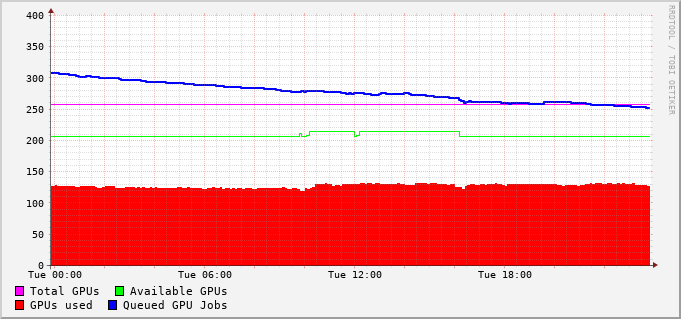 400
350
300
250
200
150
100
50
0
Tue 00:00 Tue 06:00 Tue 12:00 Tue 18:00
Total GPUs Available GPUs
GPUs used Queued GPU Jobs
RRDTOOL / TOBI OETIKER